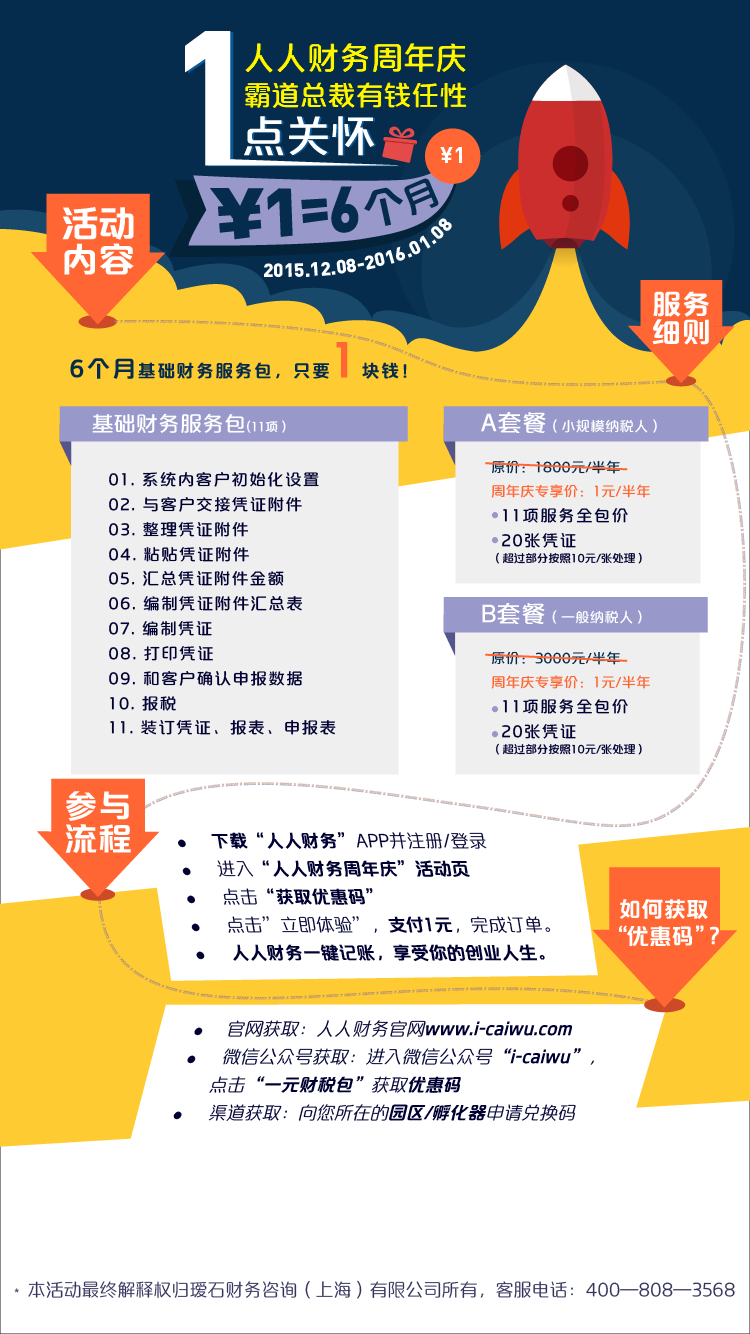 1
人人财务周年庆
霸道总裁有钱任性
点关怀
¥1
¥1=6个月
2015.12.08-2016.01.08
活动
内容
服务
细则
6个月基础财务服务包，只要1块钱！
基础财务服务包(11项)
01. 系统内客户初始化设置
02. 与客户交接凭证附件
03. 整理凭证附件
04. 粘贴凭证附件
05. 汇总凭证附件金额
06. 编制凭证附件汇总表
07. 编制凭证
08. 打印凭证
09. 和客户确认申报数据
10. 报税
11. 装订凭证、报表、申报表
A套餐（小规模纳税人）
原价：1800元/半年
周年庆专享价：1元/半年
•11项服务全包价
•20张凭证
（超过部分按照10元/张处理）
B套餐（一般纳税人）
原价：3000元/半年
周年庆专享价：1元/半年
•11项服务全包价
•20张凭证
（超过部分按照10元/张处理）
参与
流程
• 下载“人人财务”APP并注册/登录
• 进入“人人财务周年庆”活动页
• 点击“获取优惠码”
• 点击”立即体验”，支付1元，完成订单。
• 人人财务一键记账，享受你的创业人生。
如何获取
“优惠码”？
• 官网获取：人人财务官网www.i-caiwu.com
• 微信公众号获取：进入微信公众号“i-caiwu”，
点击“一元财税包”获取优惠码
• 渠道获取：向您所在的园区/孵化器申请兑换码
* 本活动最终解释权归瑷石财务咨询（上海）有限公司所有，客服电话：400—808—3568